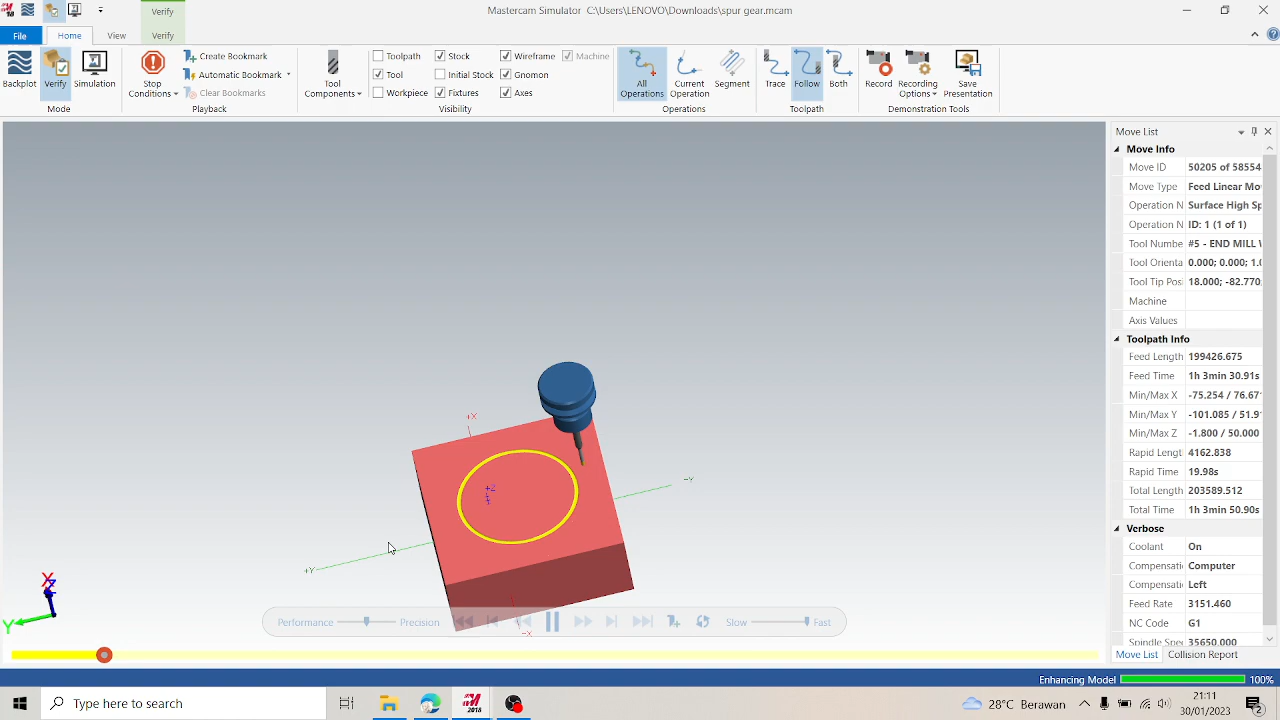 Mastercam Simulator C:\Users\LENOVO\Downloads\spur gear.mcam
Verify
File Home View Verify
Backplot
Verify
Simulation
Mode
Stop Conditions
Create Bookmark
Automatic Bookmark
Clear Bookmarks
Playback
Tool Components
Toolpath
Tool
Workpiece
Stock
Initial Stock
Fixtures
Wireframe
Gnomon
Axes
Machine
Visibility
All Operations
Current Operation
Segment
Operations
Trace
Follow
Both
Toolpath
Record
Recording Options
Save Presentation
Demonstration Tools
Move List
Move Info
Move ID 50205 of 58554
Move Type Feed Linear Mo
Operation N Surface High Sp
Operation N ID: 1 (1 of 1)
Tool Numbe #5 - END MILL
Tool Orienta 0.000; 0.000; 1.0
Tool Tip Posi 18.000; -82.770,
Machine
Axis Values
Toolpath Info
Feed Length 199426.675
Feed Time 1h 3min 30.91s
Min/Max X -75.254 / 76.67
Min/Max Y -101.085 / 51.9
Min/Max Z -1.800 / 50.000
Rapid Lengt 4162.838
Rapid Time 19.98s
Total Length 203589.512
Total Time 1h 3min 50.90s
Verbose
Coolant On
Compensati Computer
Compensati Left
Feed Rate 3151.460
NC Code G1
Spindle Spe 35650.000
Move List Collision Report
+X
-Y
+Z
+Y
-X
X
Z
Y
Performance Precision Slow Fast
Enhancing Model 100%
2018
Type here to search
28°C Berawan
21:11
30/01/2023
2